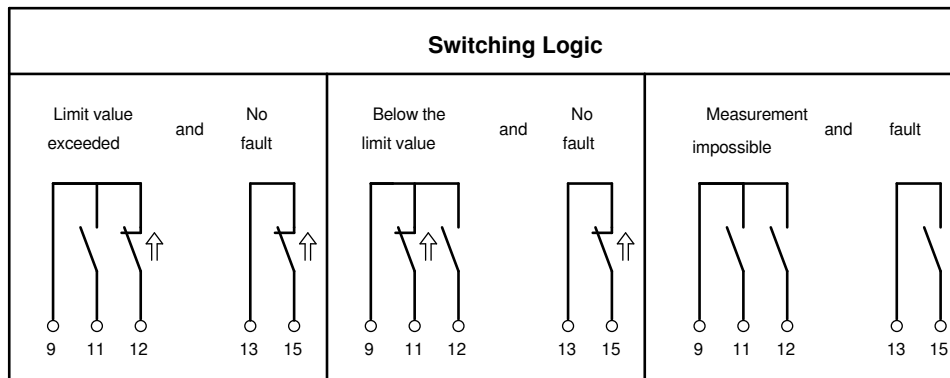 Switching Logic
Limit value
exceeded
and
No
fault
Below the
limit value
and
No
fault
Measurement
impossible
and
fault
9 11 12 13 15
9 11 12 13 15
9 11 12 13 15